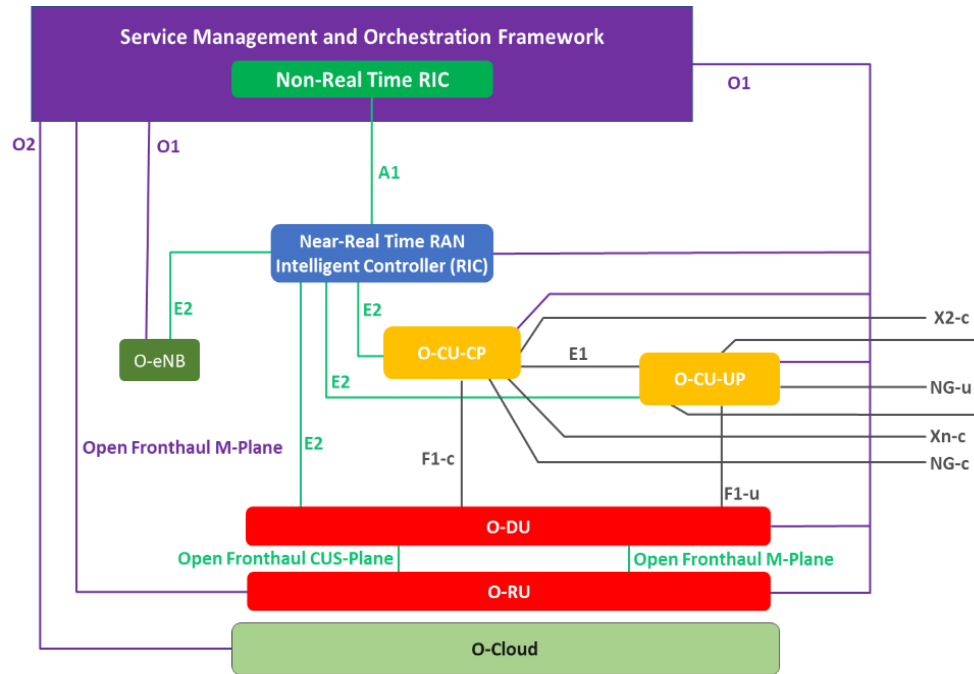 Service Management and Orchestration Framework
Non-Real Time RIC
O1
O2
O1
A1
Near-Real Time RAN
Intelligent Controller (RIC)
E2
E2
X2-c
O-eNB
O-CU-CP
E1
O-CU-UP
E2
NG-u
Open Fronthaul M-Plane
E2
Xn-c
F1-c
NG-c
F1-u
O-DU
Open Fronthaul CUS-Plane
Open Fronthaul M-Plane
O-RU
O-Cloud